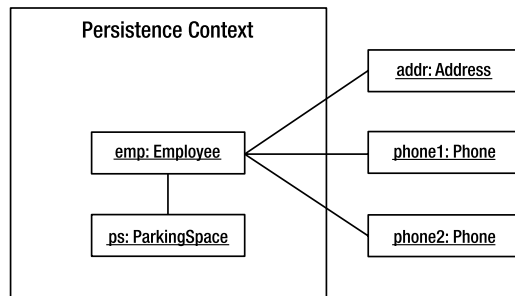 Persistence Context
addr: Address
emp: Employee
phone1: Phone
ps: ParkingSpace
phone2: Phone